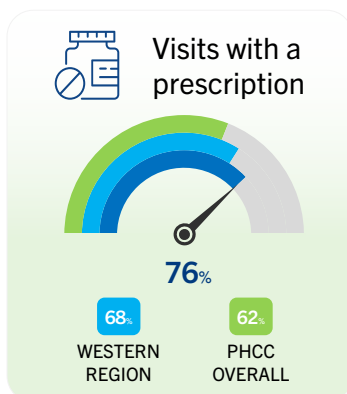 Visits with a
prescription
76%
68%
62%
WESTERN
REGION
PHCC
OVERALL